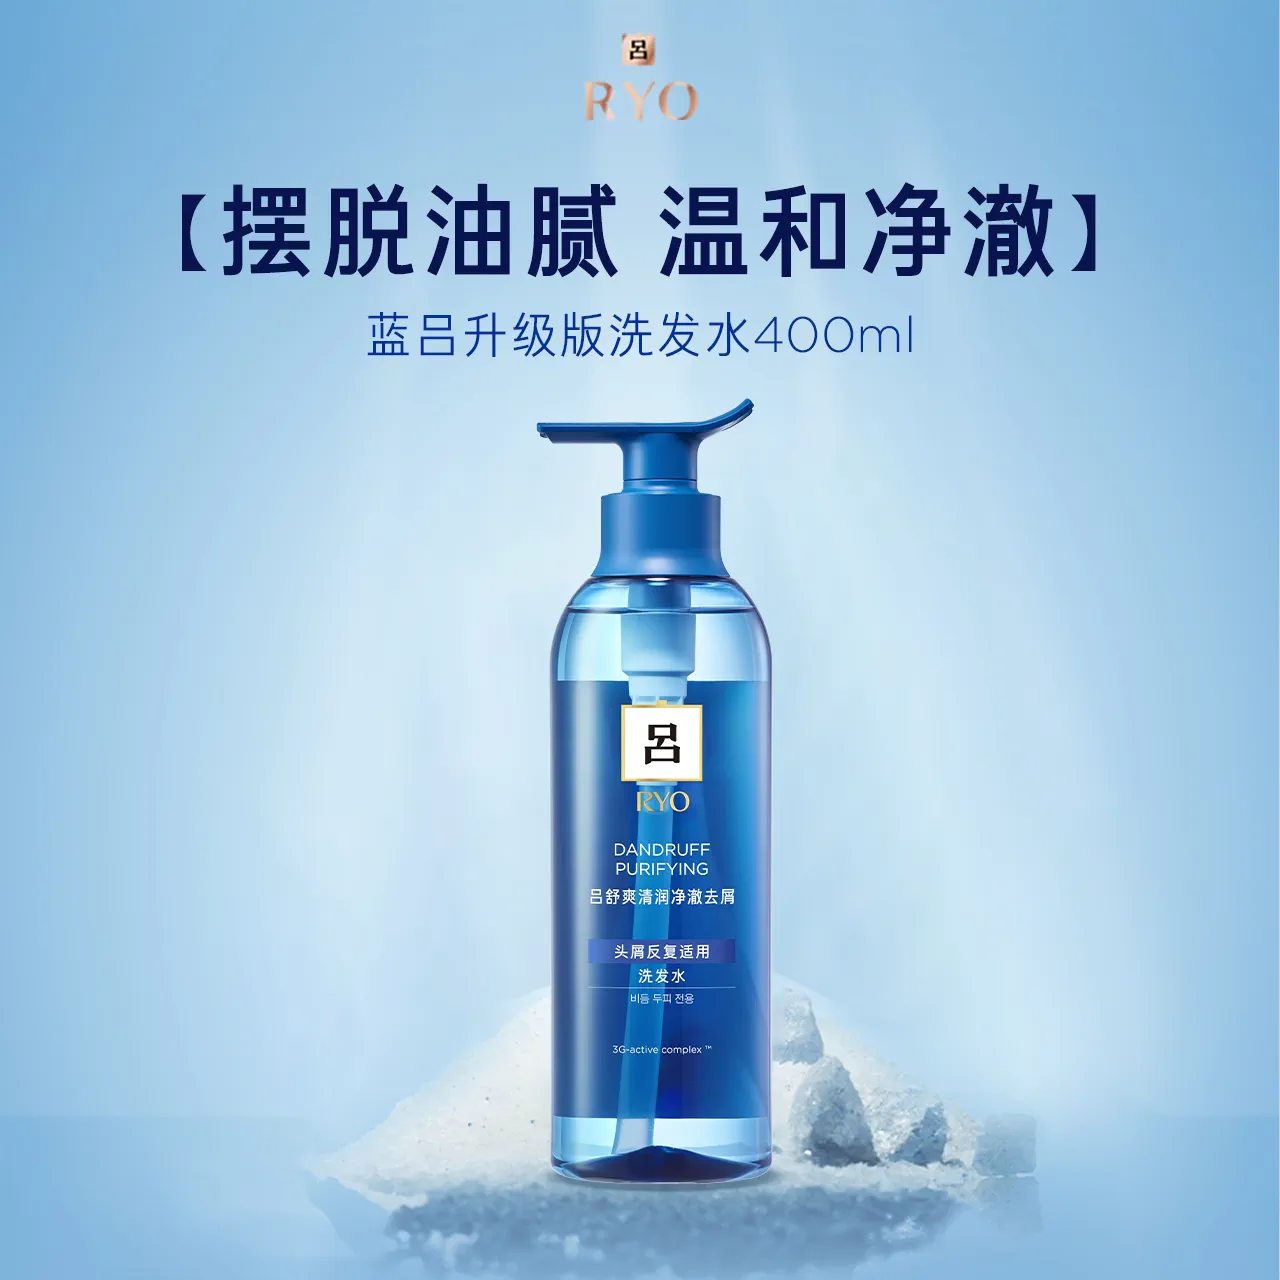 呂
RYO
【摆脱油腻 温和净澈】
蓝吕升级版洗发水400ml
呂
RYO
DANDRUFF
PURIFYING
吕舒爽清润净澈去屑
头屑反复适用
洗发水
비듬 두피 전용
3G-active complex ™